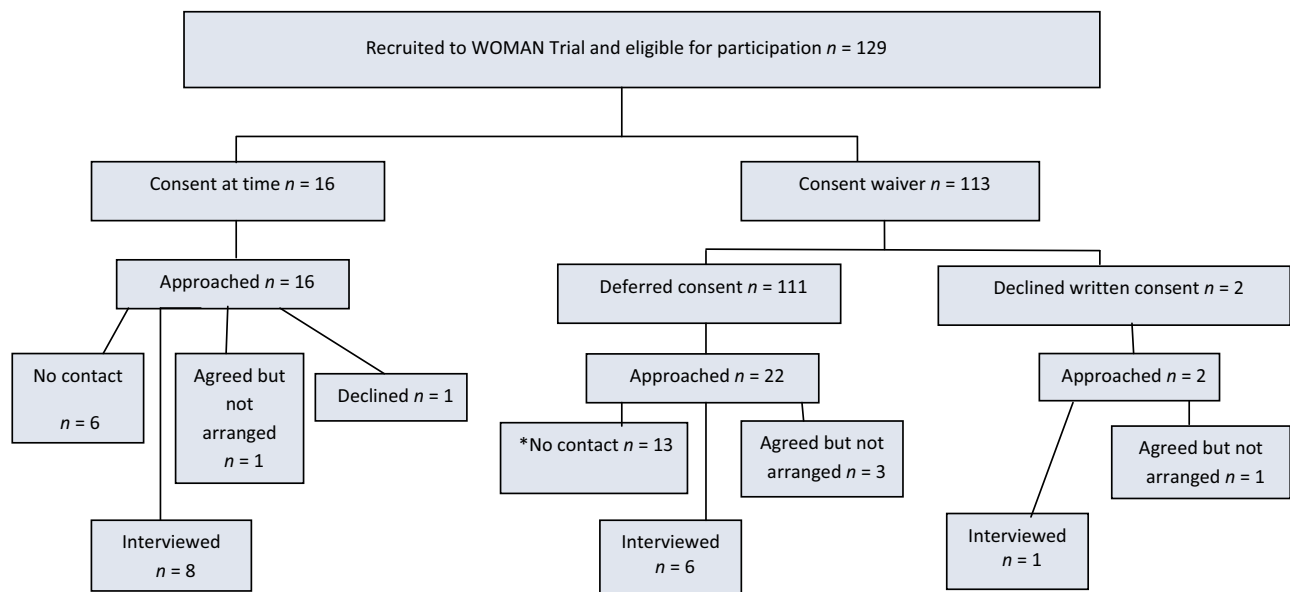 Recruited to WOMAN Trial and eligible for participation n = 129
Consent at time n = 16
Consent waiver n = 113
Approached n = 16
Deferred consent n = 111
Declined written consent n = 2
No contact
n = 6
Agreed but
not
arranged
n = 1
Declined n = 1
Approached n = 22
Approached n = 2
*No contact n = 13
Agreed but not
arranged n = 3
Agreed but not
arranged n = 1
Interviewed
n = 8
Interviewed
n = 6
Interviewed
n = 1